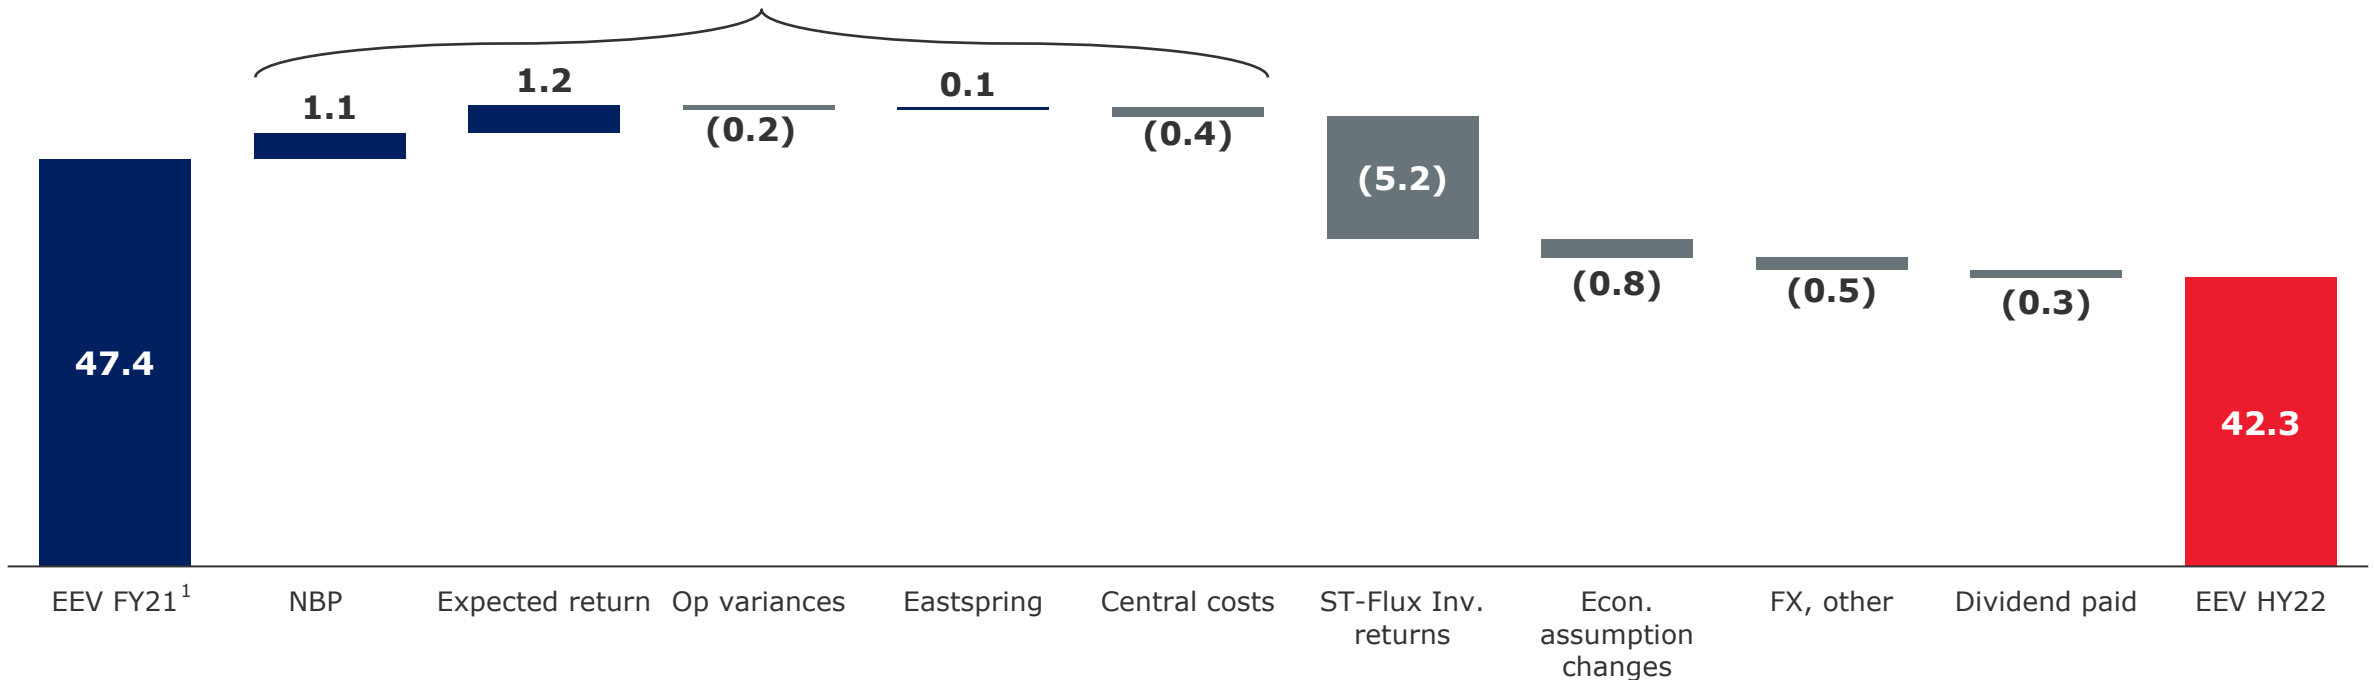 1.1
1.2
(0.2)
0.1
(0.4)
(5.2)
(0.8)
(0.5)
(0.3)
47.4
42.3
EEV FY21¹
NBP
Expected return
Op variances
Eastspring
Central costs
ST-Flux Inv.
returns
Econ.
assumption
changes
FX, other
Dividend paid
EEV HY22